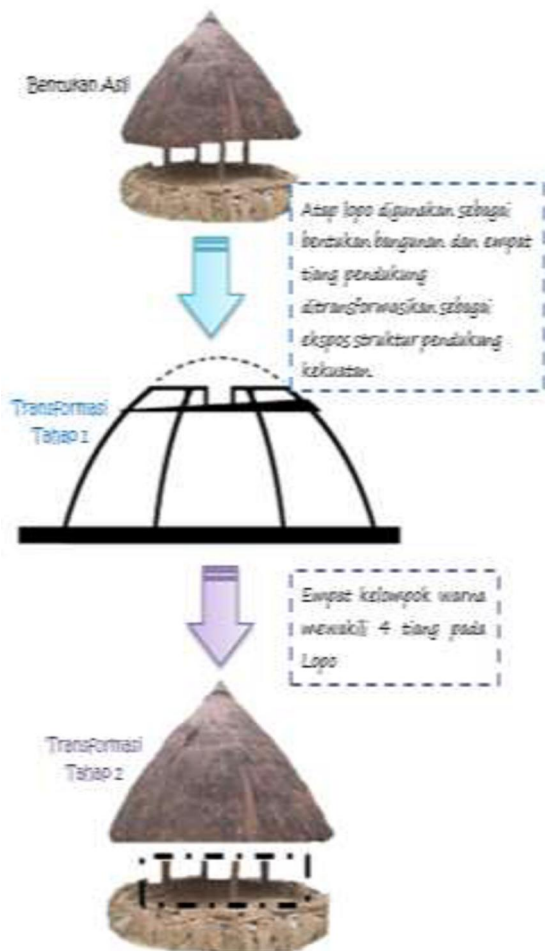 Bentukan Asli
Atap lopo digunakan sebagai
bentukan bangunan dan empat
tiang pendukung
ditransformasikan sebagai
ekspos struktur pendukung
kekuatan.
Transformasi
Tahap 1
Empat kelompok warna
mewakili 4 tiang pada
Lopo
Transformasi
Tahap 2